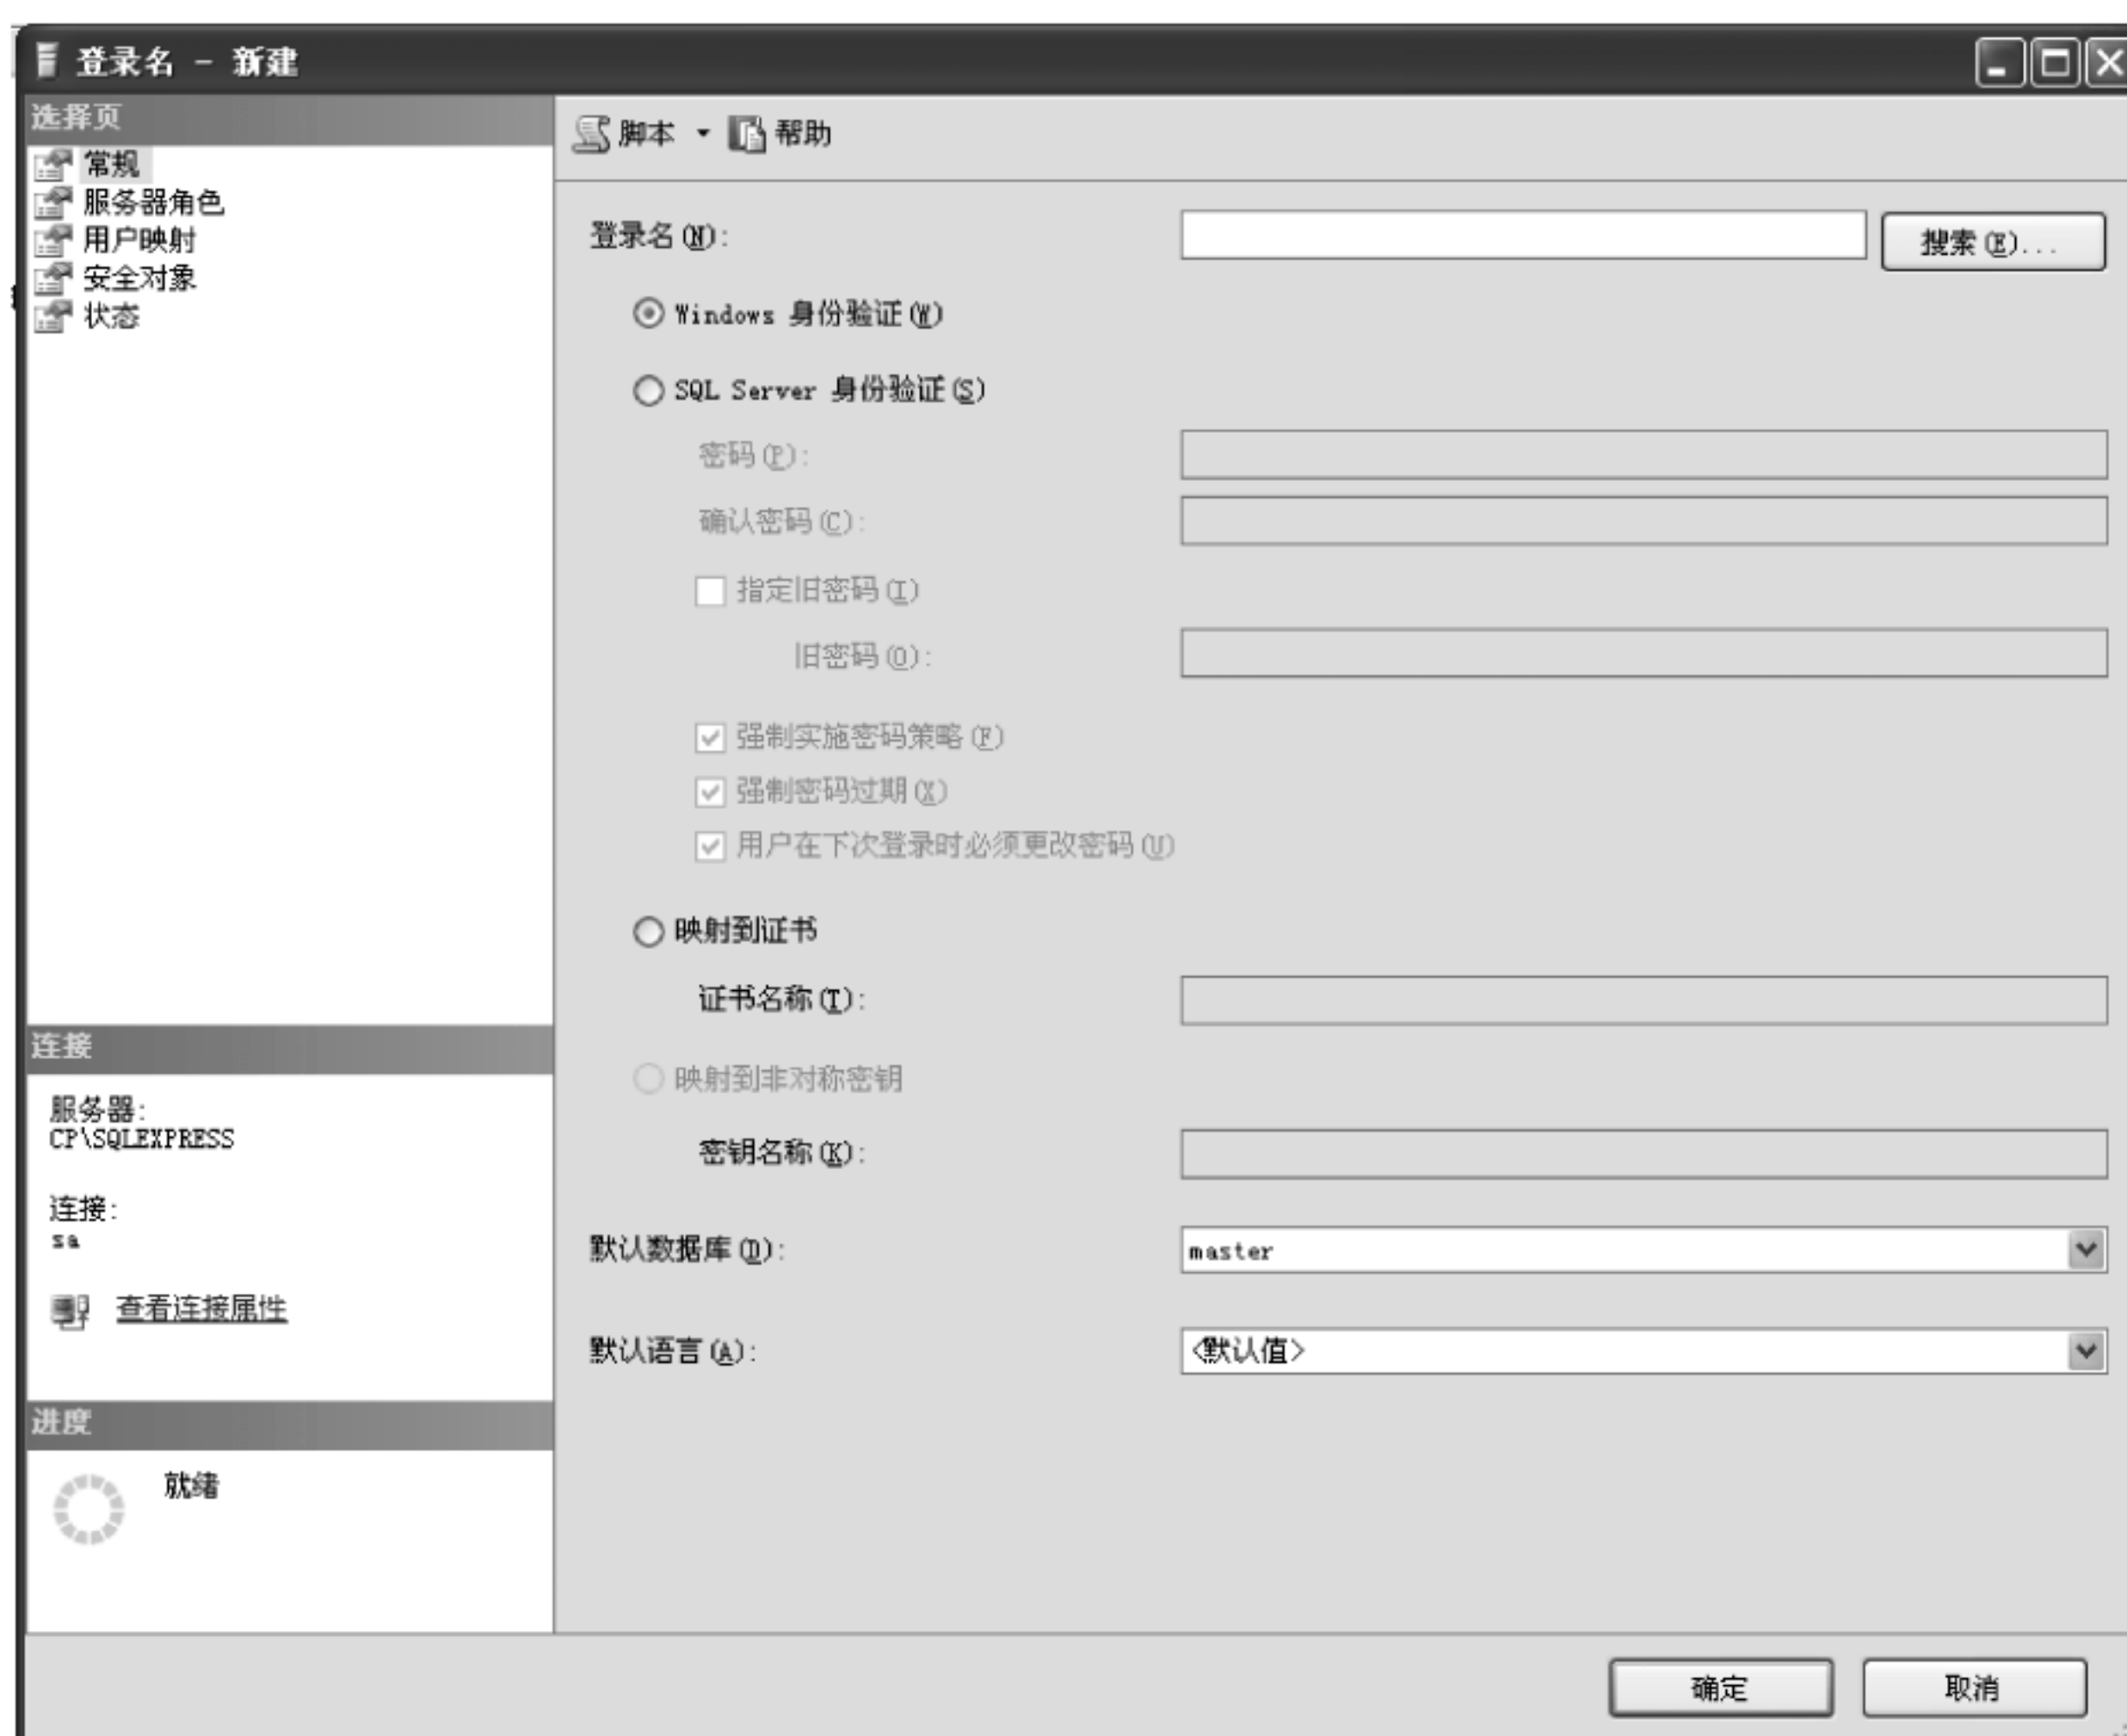 登录名 - 新建
选择页
常规
服务器角色
用户映射
安全对象
状态
连接
服务器:
CP\SQLEXPRESS
连接:
sa
查看连接属性
进度
就绪
脚本 帮助
登录名(N): 搜索(E)...
Windows 身份验证(W)
SQL Server 身份验证(S)
密码(P):
确认密码(C):
指定旧密码(I)
旧密码(O):
强制实施密码策略(F)
强制密码过期(X)
用户在下次登录时必须更改密码(U)
映射到证书
证书名称(T):
映射到非对称密钥
密钥名称(K):
默认数据库(D): master
默认语言(A): <默认值>
确定 取消